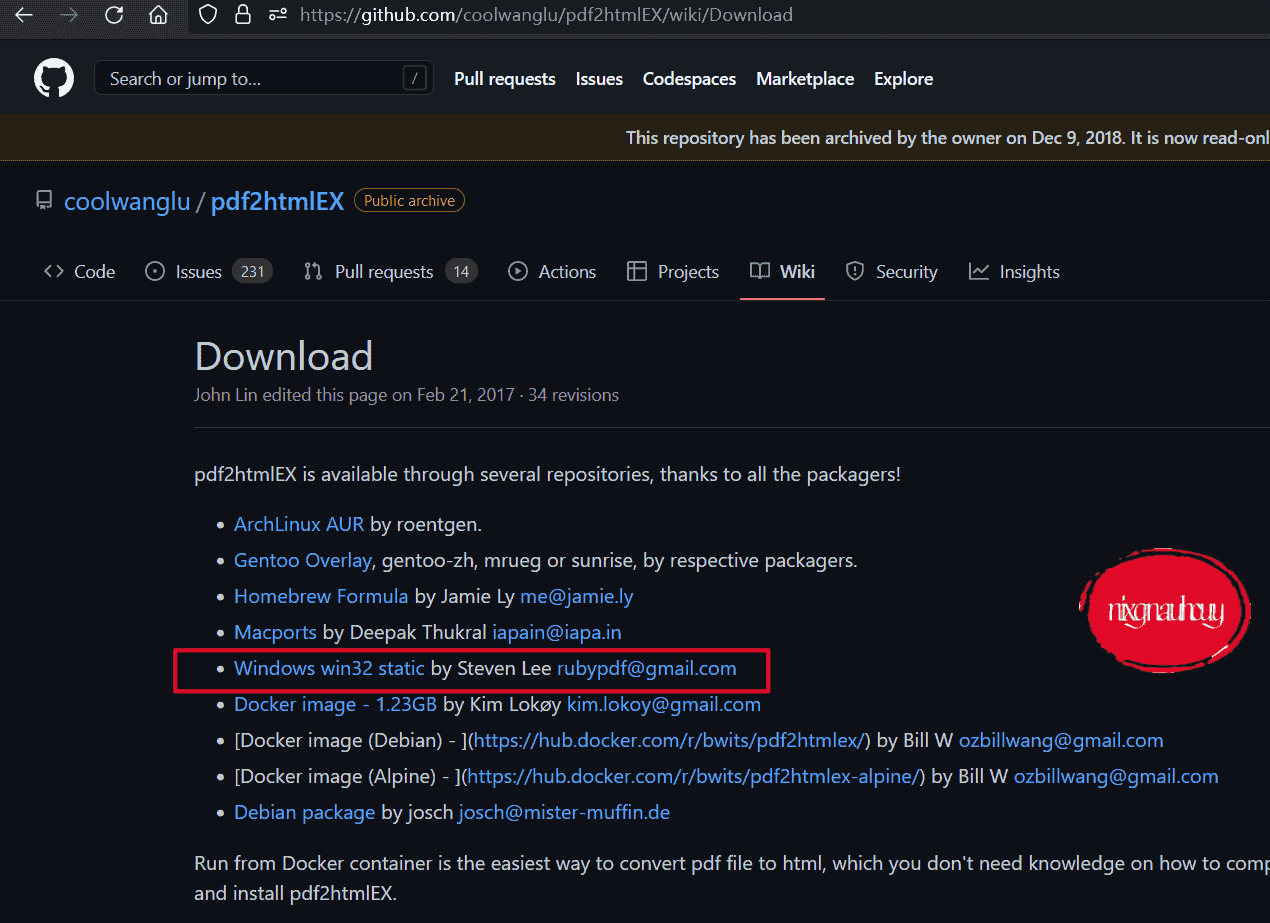 https://github.com/coolwanglu/pdf2htmlEX/wiki/Download
Search or jump to... / Pull requests Issues Codespaces Marketplace Explore
This repository has been archived by the owner on Dec 9, 2018. It is now read-onl
coolwanglu / pdf2htmlEX Public archive
Code Issues 231 Pull requests 14 Actions Projects Wiki Security Insights
Download
John Lin edited this page on Feb 21, 2017 · 34 revisions
pdf2htmlEX is available through several repositories, thanks to all the packagers!
• ArchLinux AUR by roentgen.
• Gentoo Overlay, gentoo-zh, mrueg or sunrise, by respective packagers.
• Homebrew Formula by Jamie Ly me@jamie.ly
• Macports by Deepak Thukral iapain@iapa.in
• Windows win32 static by Steven Lee rubypdf@gmail.com
• Docker image - 1.23GB by Kim Lokøy kim.lokoy@gmail.com
• [Docker image (Debian) - ](https://hub.docker.com/r/bwits/pdf2htmlex/) by Bill W ozbillwang@gmail.com
• [Docker image (Alpine) - ](https://hub.docker.com/r/bwits/pdf2htmlex-alpine/) by Bill W ozbillwang@gmail.com
• Debian package by josch josch@mister-muffin.de
Run from Docker container is the easiest way to convert pdf file to html, which you don't need knowledge on how to comp
and install pdf2htmlEX.